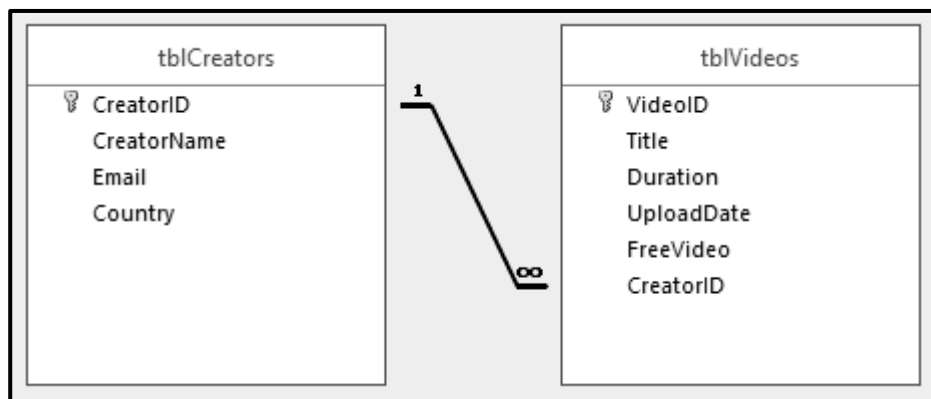 tblCreators
CreatorID
CreatorName
Email
Country
1
∞
tblVideos
VideoID
Title
Duration
UploadDate
FreeVideo
CreatorID